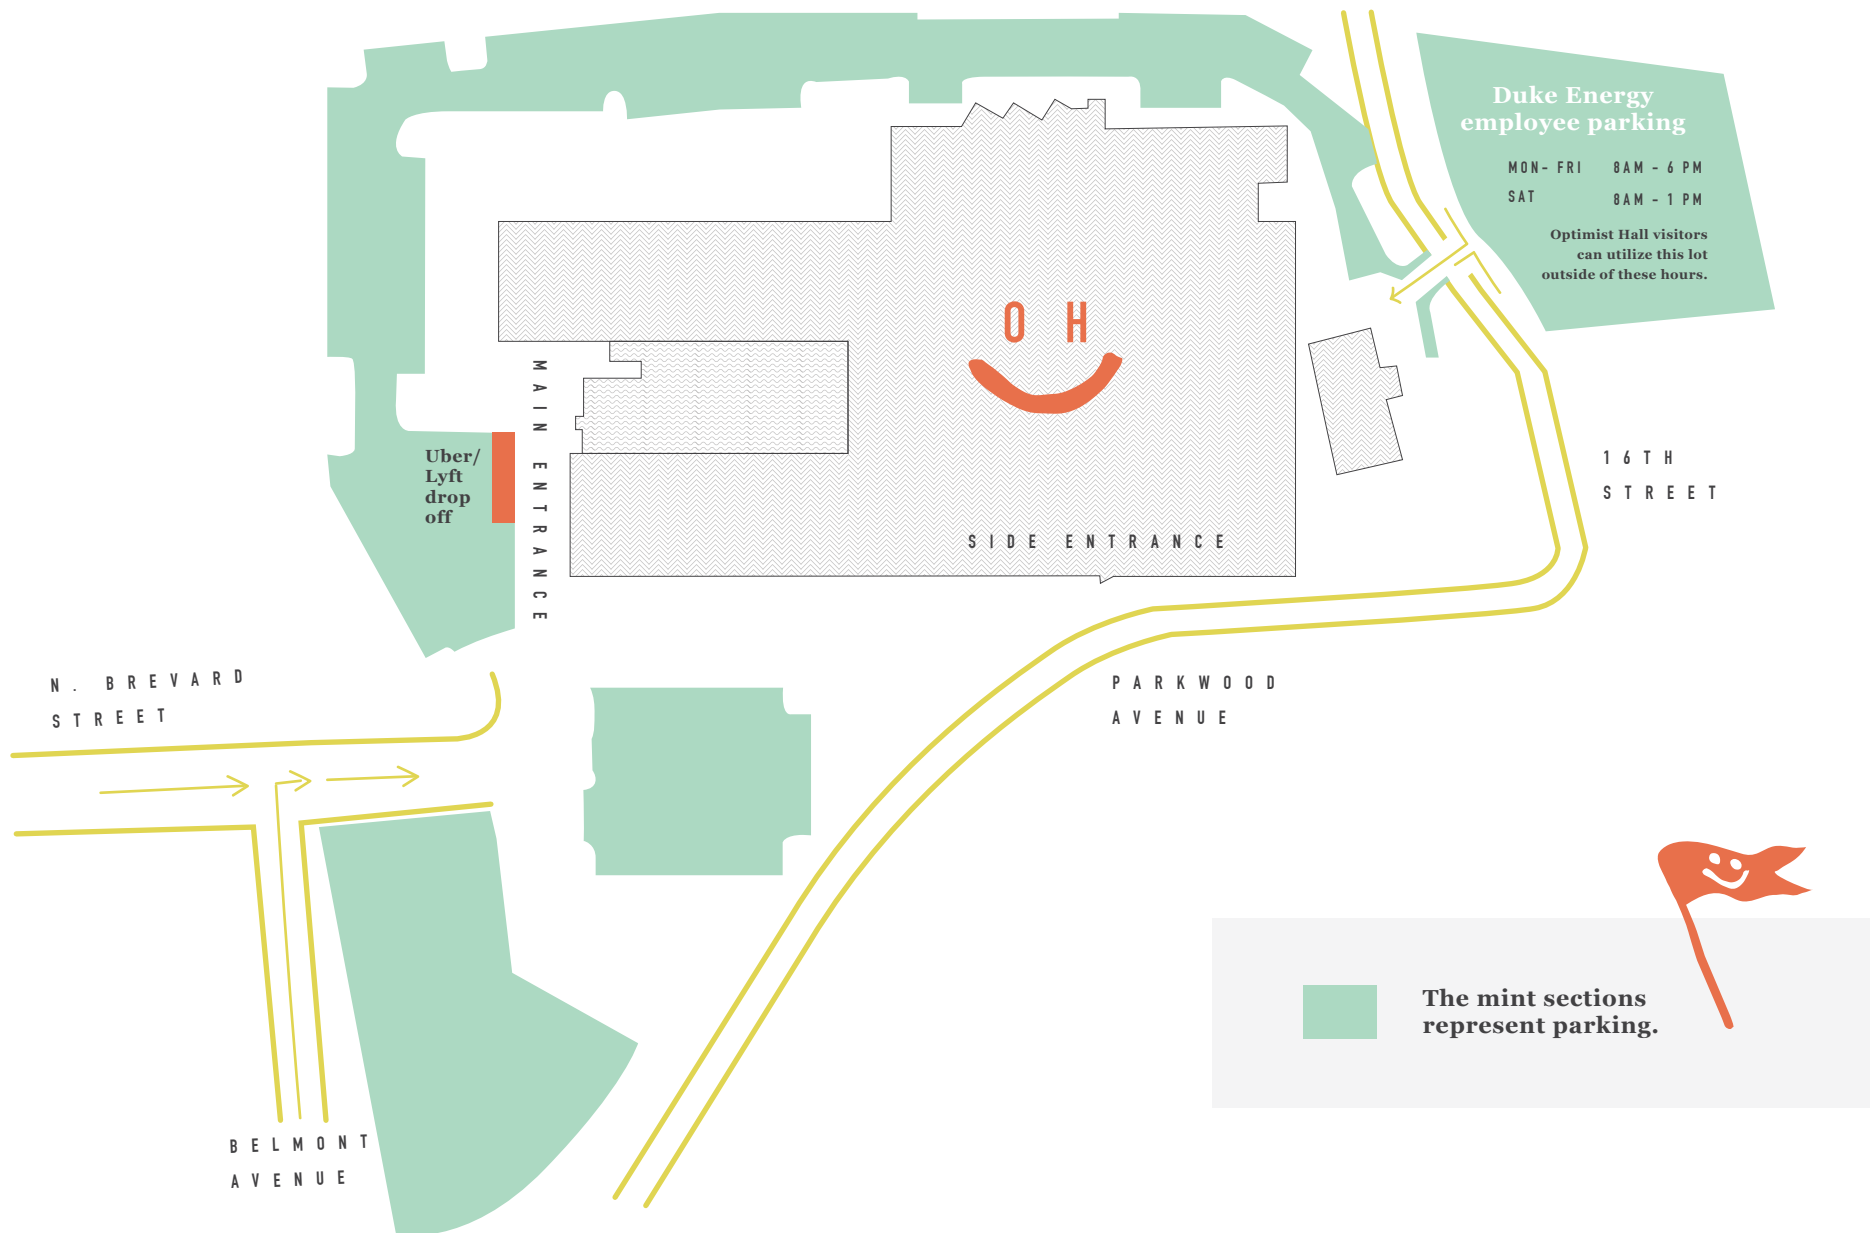 Duke Energy
employee parking
MON- FRI 8AM - 6 PM
SAT 8AM - 1 PM
Optimist Hall visitors
can utilize this lot
outside of these hours.
O H
MAIN ENTRANCE
Uber/
Lyft
drop
off
16TH
STREET
SIDE ENTRANCE
N. BREVARD
STREET
PARKWOOD
AVENUE
The mint sections
represent parking.
BELMONT
AVENUE